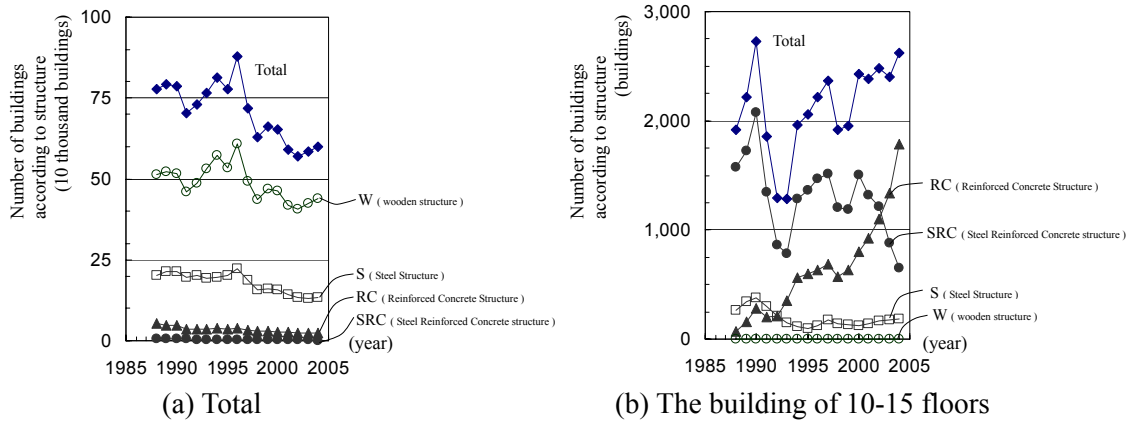 Number of buildings
according to structure
(10 thousand buildings)
100
75
50
25
0
1985 1990 1995 2000 2005
Total
W ( wooden structure )
S ( Steel Structure )
RC ( Reinforced Concrete Structure )
SRC ( Steel Reinforced Concrete structure )
(year)
(a) Total
Number of buildings
according to structure
(buildings)
3,000
2,000
1,000
0
1985 1990 1995 2000 2005
Total
RC ( Reinforced Concrete Structure )
SRC ( Steel Reinforced Concrete structure )
S ( Steel Structure )
W ( wooden structure )
(year)
(b) The building of 10-15 floors